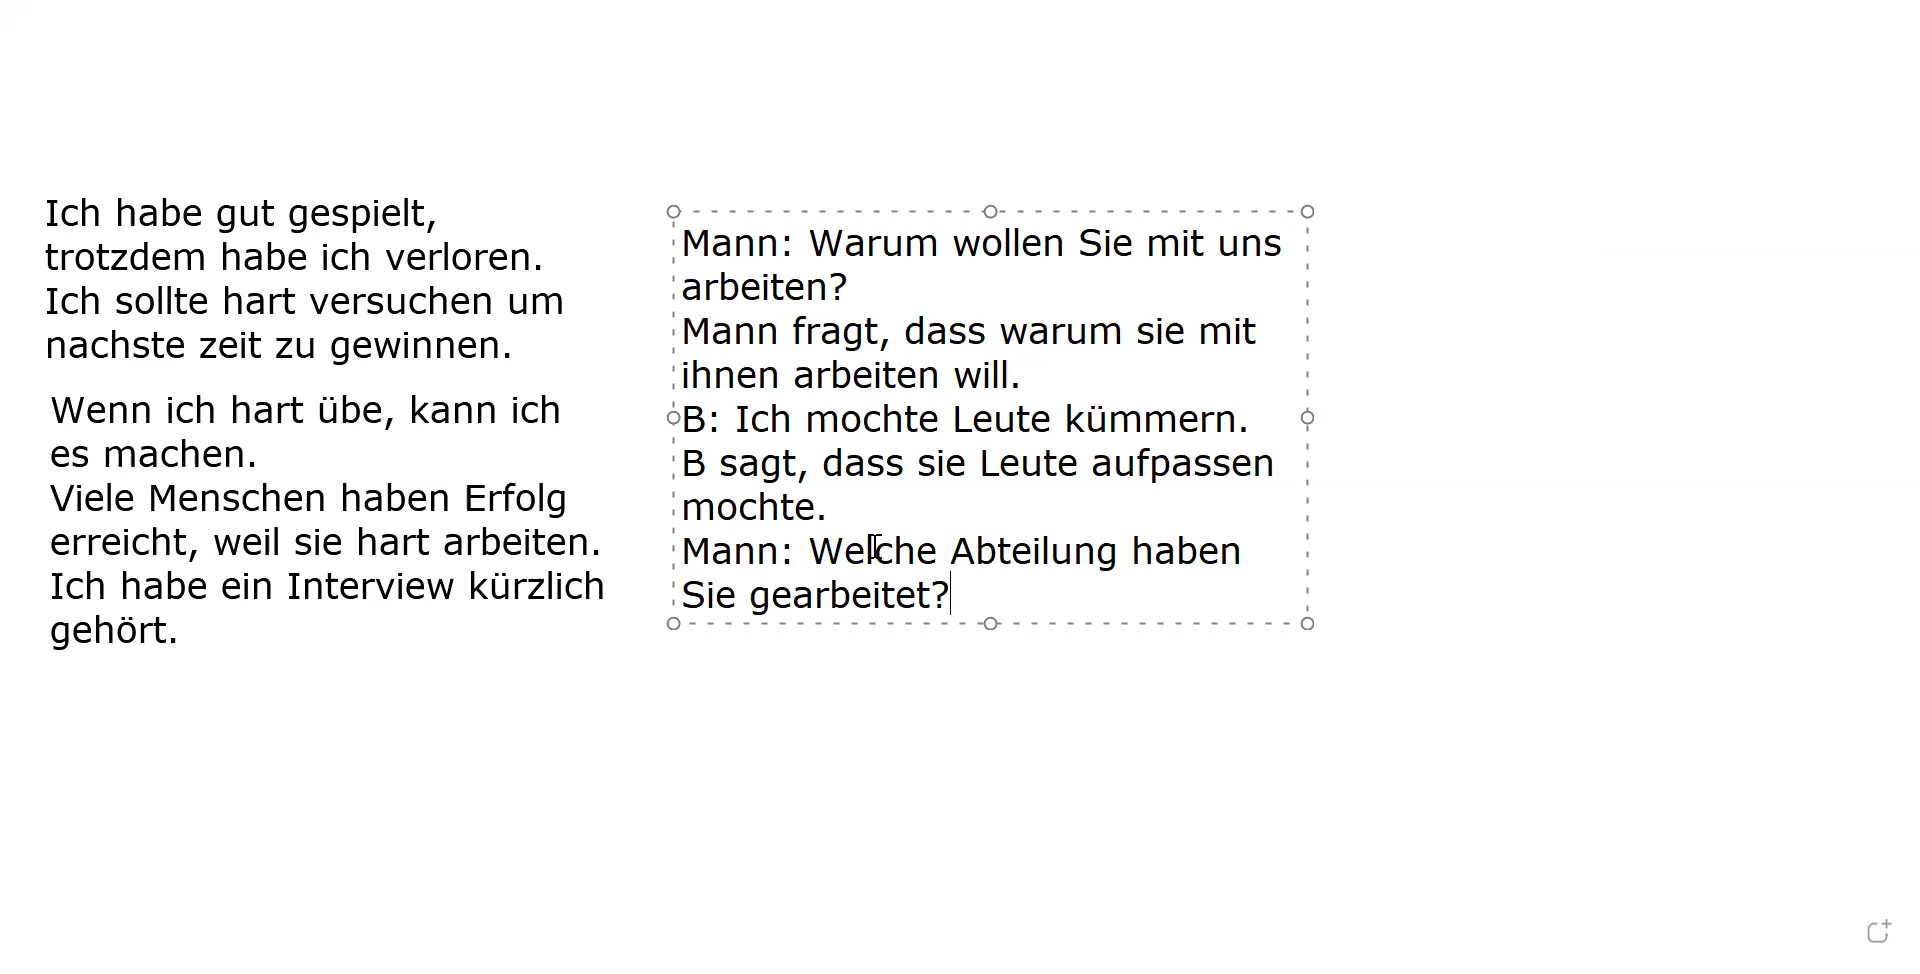 Ich habe gut gespielt,
trotzdem habe ich verloren.
Ich sollte hart versuchen um
nachste zeit zu gewinnen.
Wenn ich hart übe, kann ich
es machen.
Viele Menschen haben Erfolg
erreicht, weil sie hart arbeiten.
Ich habe ein Interview kürzlich
gehört.
Mann: Warum wollen Sie mit uns
arbeiten?
Mann fragt, dass warum sie mit
ihnen arbeiten will.
B: Ich mochte Leute kümmern.
B sagt, dass sie Leute aufpassen
mochte.
Mann: Welche Abteilung haben
Sie gearbeitet?